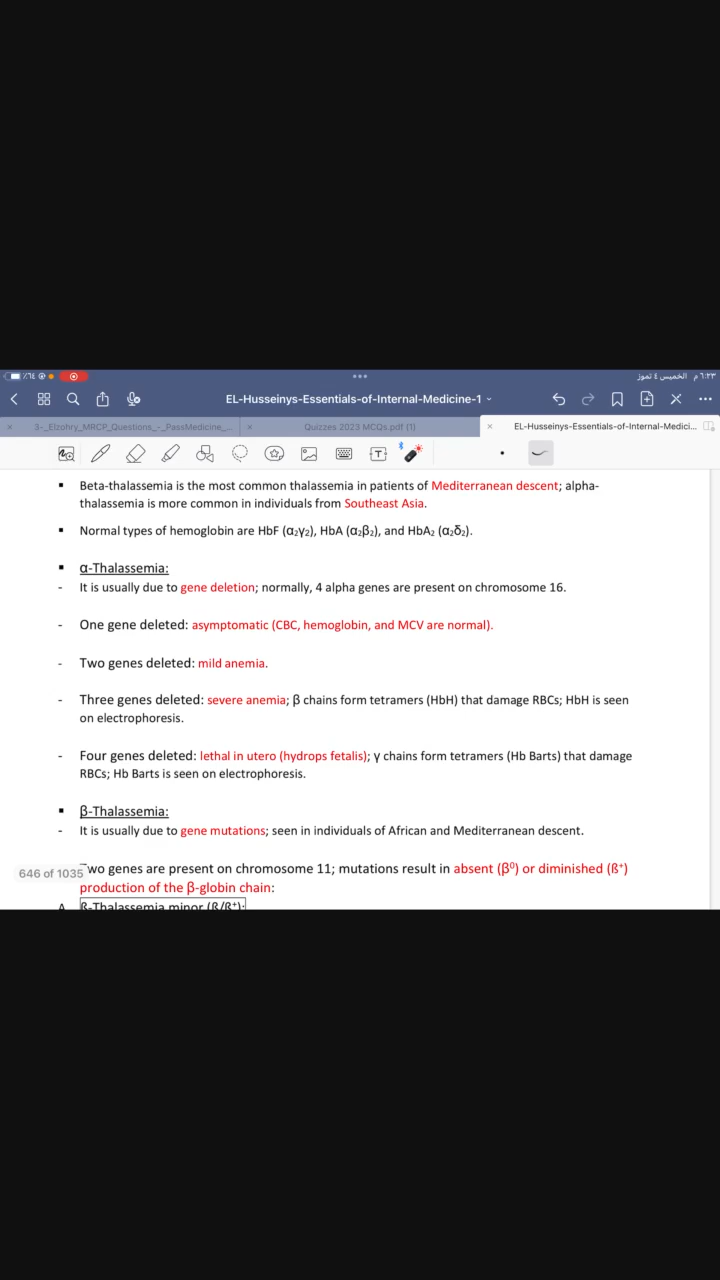 ٪٦٤
•••
٦:٢٣ م الخميس ٤ تموز
EL-Husseinys-Essentials-of-Internal-Medicine-1
3-_Elzohry_MRCP_Questions_-_PassMedicine_...
Quizzes 2023 MCQs.pdf (1)
EL-Husseinys-Essentials-of-Internal-Medici...
▪ Beta-thalassemia is the most common thalassemia in patients of Mediterranean descent; alpha-
thalassemia is more common in individuals from Southeast Asia.
▪ Normal types of hemoglobin are HbF (α₂γ₂), HbA (α₂β₂), and HbA₂ (α₂δ₂).
▪ α-Thalassemia:
- It is usually due to gene deletion; normally, 4 alpha genes are present on chromosome 16.
- One gene deleted: asymptomatic (CBC, hemoglobin, and MCV are normal).
- Two genes deleted: mild anemia.
- Three genes deleted: severe anemia; β chains form tetramers (HbH) that damage RBCs; HbH is seen
on electrophoresis.
- Four genes deleted: lethal in utero (hydrops fetalis); γ chains form tetramers (Hb Barts) that damage
RBCs; Hb Barts is seen on electrophoresis.
▪ β-Thalassemia:
- It is usually due to gene mutations; seen in individuals of African and Mediterranean descent.
646 of 1035
Two genes are present on chromosome 11; mutations result in absent (β⁰) or diminished (ß⁺)
production of the β-globin chain:
A. ß-Thalassemia minor (ß/ß⁺):